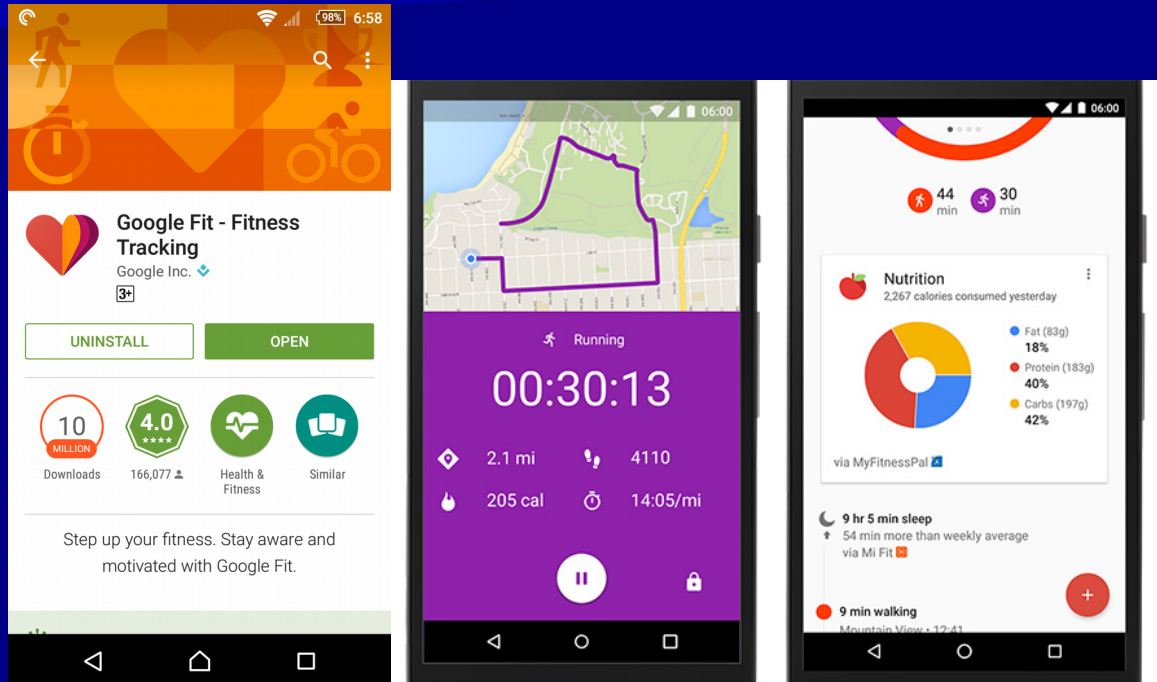 98% 6:58
Google Fit - Fitness
Tracking
Google Inc.
3+
UNINSTALL
OPEN
10
MILLION
Downloads
4.0
166,077
Health &
Fitness
Similar
Step up your fitness. Stay aware and
motivated with Google Fit.
06:00
Running
00:30:13
2.1 mi
4110
205 cal
14:05/mi
06:00
44
min
30
min
Nutrition
2,267 calories consumed yesterday
Fat (83g)
18%
Protein (183g)
40%
Carbs (197g)
42%
via MyFitnessPal
9 hr 5 min sleep
54 min more than weekly average
via Mi Fit
9 min walking
Mountain View • 12:41